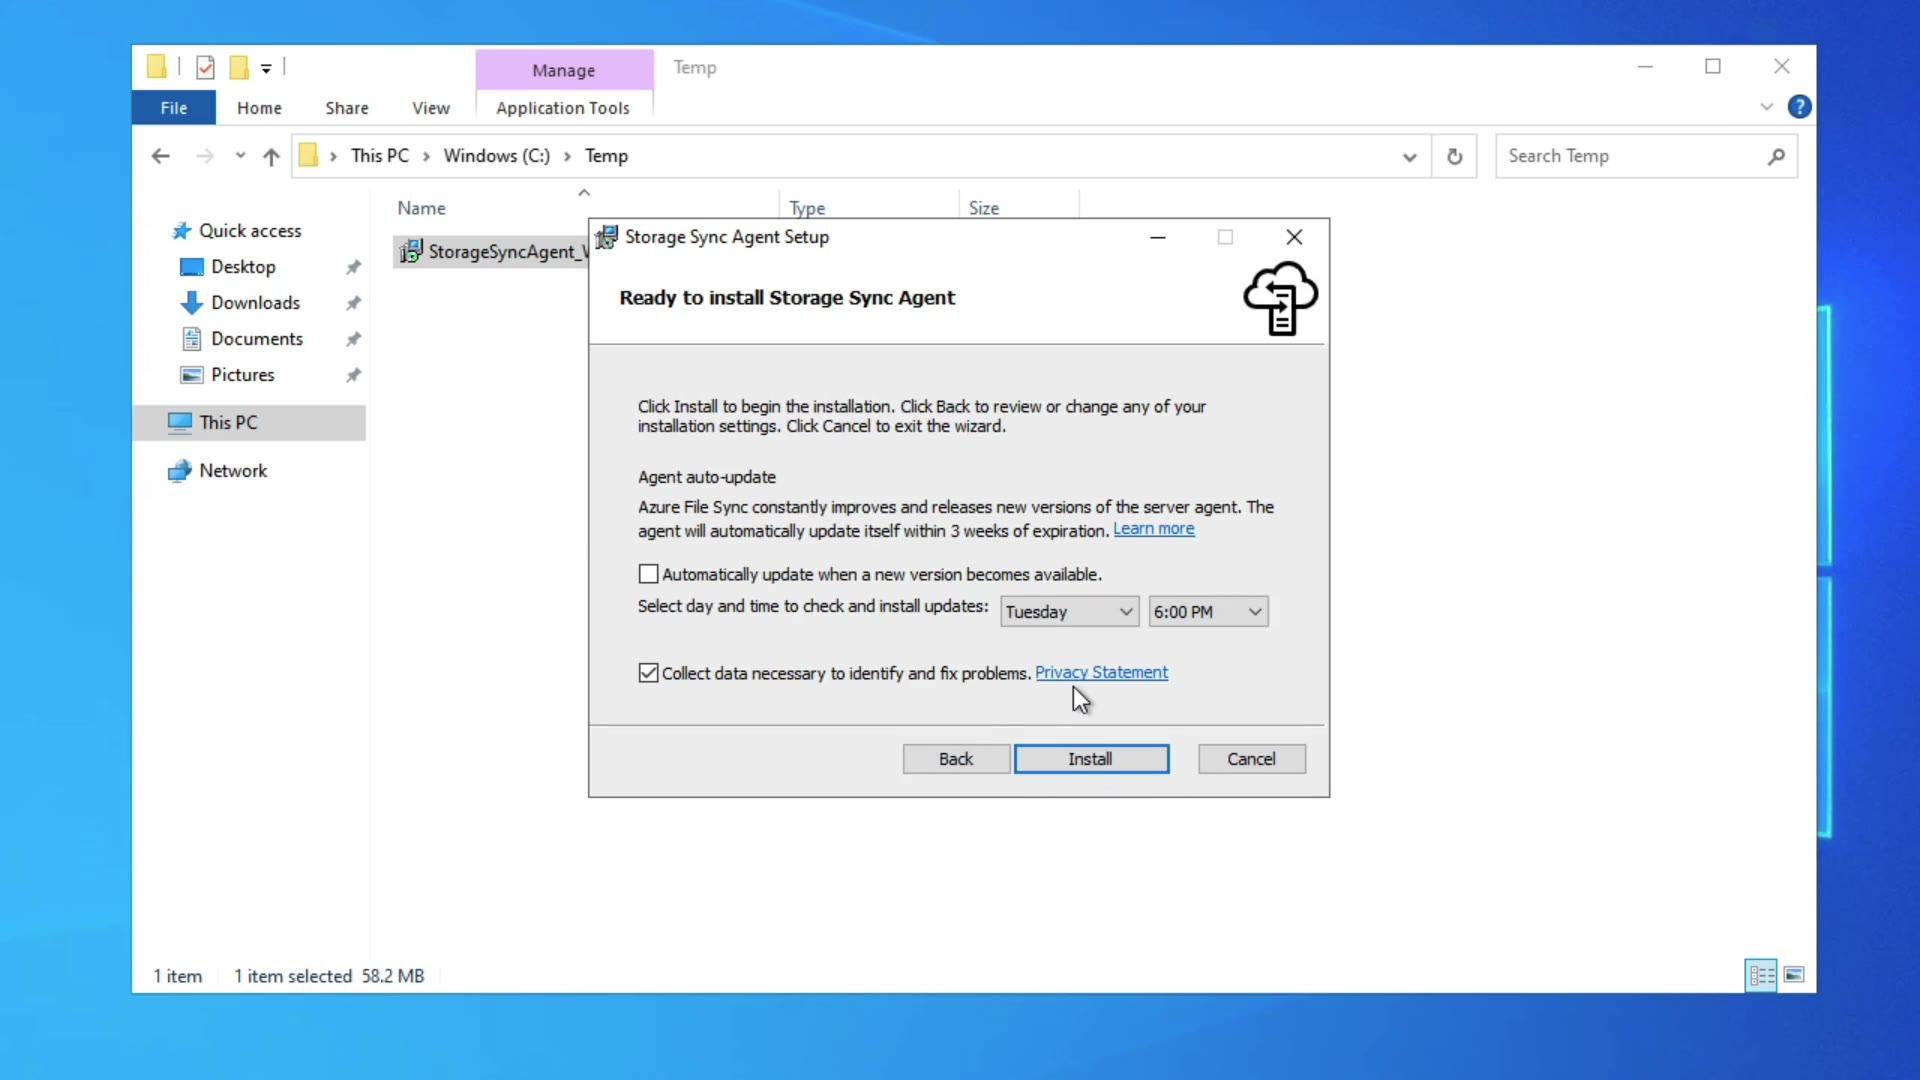 Manage
Temp
File
Home
Share
View
Application Tools
This PC
Windows (C:)
Temp
Search Temp
Name
Type
Size
Quick access
Desktop
Downloads
Documents
Pictures
This PC
Network
StorageSyncAgent_
Storage Sync Agent Setup
Ready to install Storage Sync Agent
Click Install to begin the installation. Click Back to review or change any of your
installation settings. Click Cancel to exit the wizard.
Agent auto-update
Azure File Sync constantly improves and releases new versions of the server agent. The
agent will automatically update itself within 3 weeks of expiration. Learn more
Automatically update when a new version becomes available.
Select day and time to check and install updates: Tuesday 6:00 PM
Collect data necessary to identify and fix problems. Privacy Statement
Back
Install
Cancel
1 item
1 item selected 58.2 MB